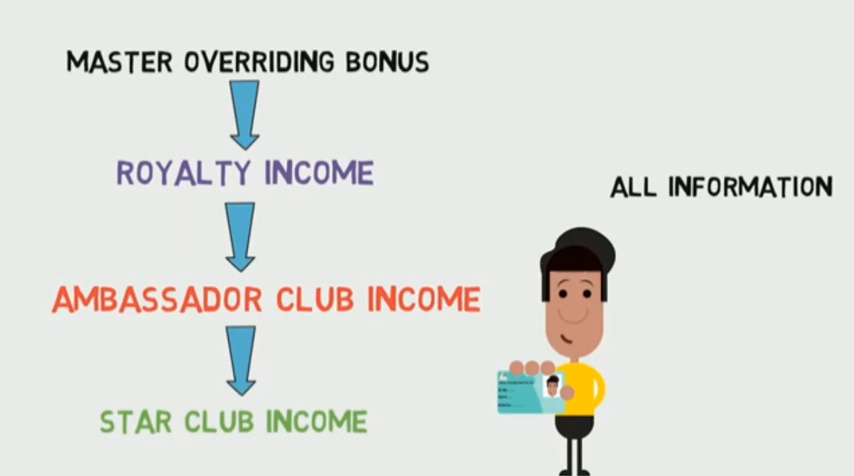 MASTER OVERRIDING BONUS
ROYALTY INCOME
ALL INFORMATION
AMBASSADOR CLUB INCOME
STAR CLUB INCOME